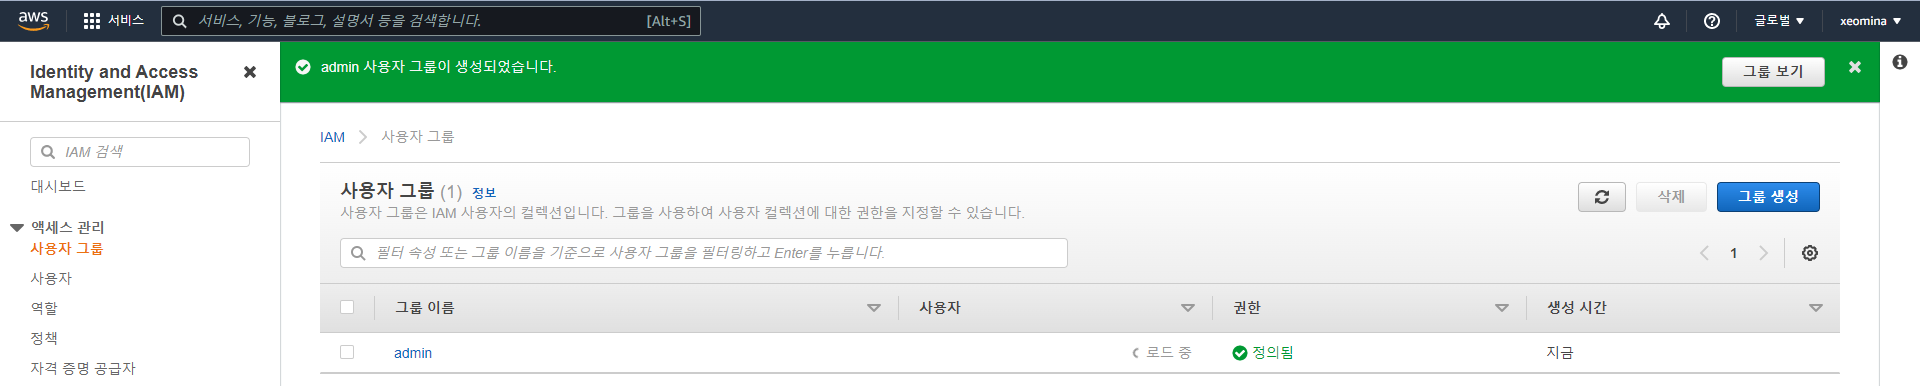 aws
서비스
서비스, 기능, 블로그, 설명서 등을 검색합니다.
[Alt+S]
글로벌
xeomina
Identity and Access
Management(IAM)
IAM 검색
대시보드
액세스 관리
사용자 그룹
사용자
역할
정책
자격 증명 공급자
admin 사용자 그룹이 생성되었습니다.
그룹 보기
IAM
사용자 그룹
사용자 그룹 (1) 정보
사용자 그룹은 IAM 사용자의 컬렉션입니다. 그룹을 사용하여 사용자 컬렉션에 대한 권한을 지정할 수 있습니다.
삭제
그룹 생성
필터 속성 또는 그룹 이름을 기준으로 사용자 그룹을 필터링하고 Enter를 누릅니다.
1
그룹 이름
사용자
권한
생성 시간
admin
로드 중
정의됨
지금